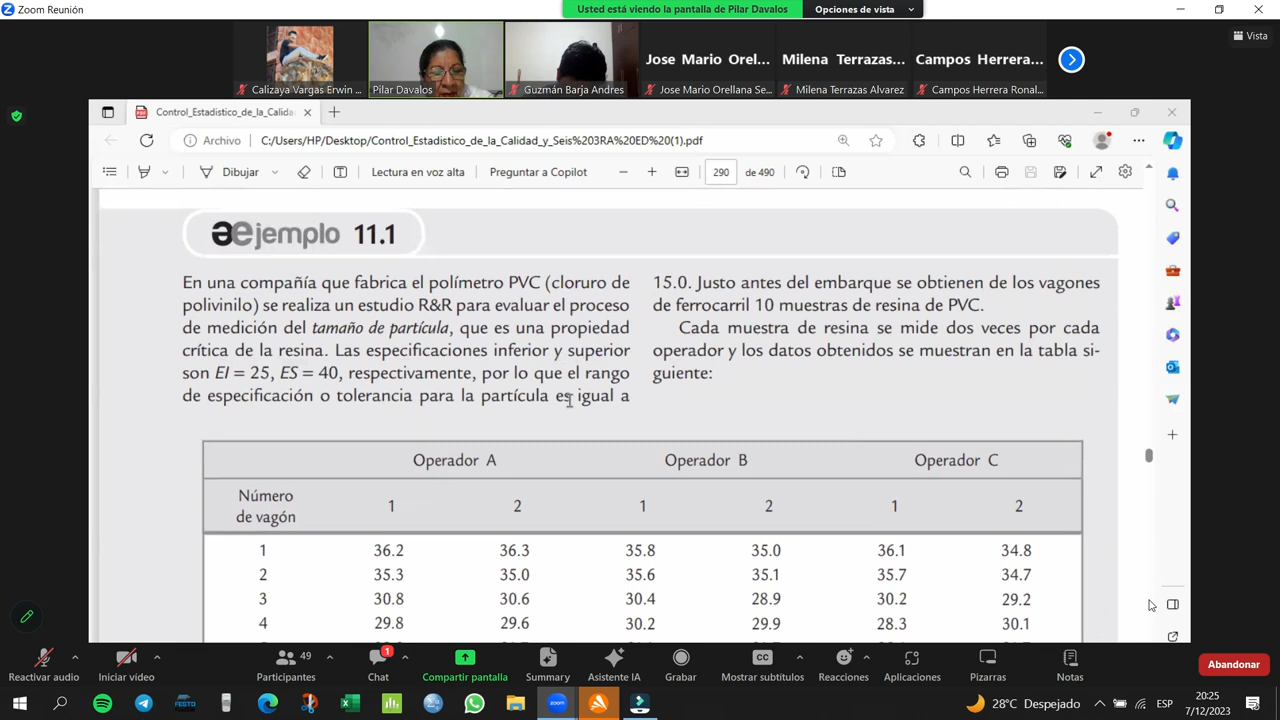 Zoom Reunión
Usted está viendo la pantalla de Pilar Davalos
Opciones de vista
Vista
Jose Mario Orel...
Milena Terrazas...
Campos Herrera...
Calizaya Vargas Erwin ...
Pilar Davalos
Guzmán Barja Andres
Jose Mario Orellana Se...
Milena Terrazas Alvarez
Campos Herrera Ronal...
Control_Estadistico_de_la_Calida
Archivo
C:/Users/HP/Desktop/Control_Estadistico_de_la_Calidad_y_Seis%203RA%20ED%20(1).pdf
Dibujar
Lectura en voz alta
Preguntar a Copilot
290
de 490
Ejemplo 11.1
En una compañía que fabrica el polímetro PVC (cloruro de
polivinilo) se realiza un estudio R&R para evaluar el proceso
de medición del tamaño de partícula, que es una propiedad
crítica de la resina. Las especificaciones inferior y superior
son EI = 25, ES = 40, respectivamente, por lo que el rango
de especificación o tolerancia para la partícula es igual a
15.0. Justo antes del embarque se obtienen de los vagones
de ferrocarril 10 muestras de resina de PVC.
Cada muestra de resina se mide dos veces por cada
operador y los datos obtenidos se muestran en la tabla si-
guiente:
Operador A Operador B Operador C
Número
de vagón
1 2 1 2 1 2
1 36.2 36.3 35.8 35.0 36.1 34.8
2 35.3 35.0 35.6 35.1 35.7 34.7
3 30.8 30.6 30.4 28.9 30.2 29.2
4 29.8 29.6 30.2 29.9 28.3 30.1
Reactivar audio
Iniciar video
49
Participantes
1
Chat
Compartir pantalla
Summary
Asistente IA
Grabar
Mostrar subtítulos
Reacciones
Aplicaciones
Pizarras
Notas
Abandonar
FESTO
28°C Despejado
ESP
20:25
7/12/2023